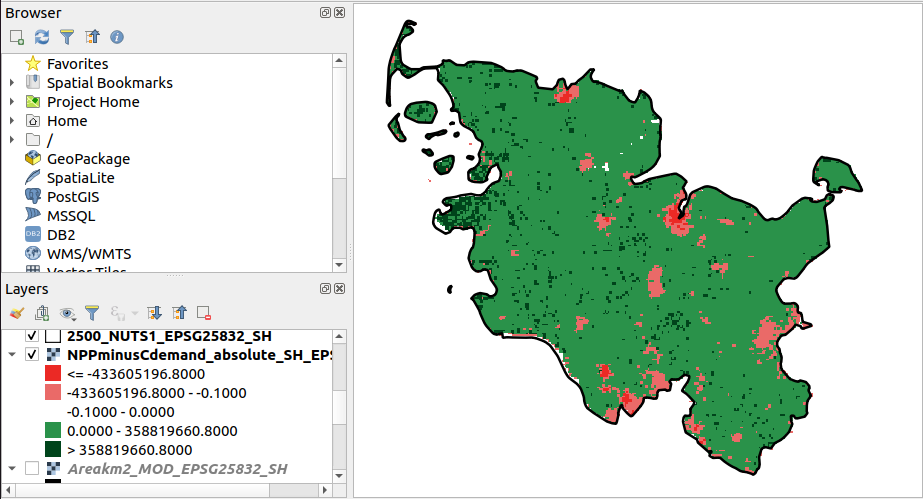 Browser
Favorites
Spatial Bookmarks
Project Home
Home
/
GeoPackage
SpatiaLite
PostGIS
MSSQL
DB2
WMS/WMTS
Vector Tiles
Layers
2500_NUTS1_EPSG25832_SH
NPPminusCdemand_absolute_SH_EPS
<= -433605196.8000
-433605196.8000 - -0.1000
-0.1000 - 0.0000
0.0000 - 358819660.8000
> 358819660.8000
Areakm2_MOD_EPSG25832_SH